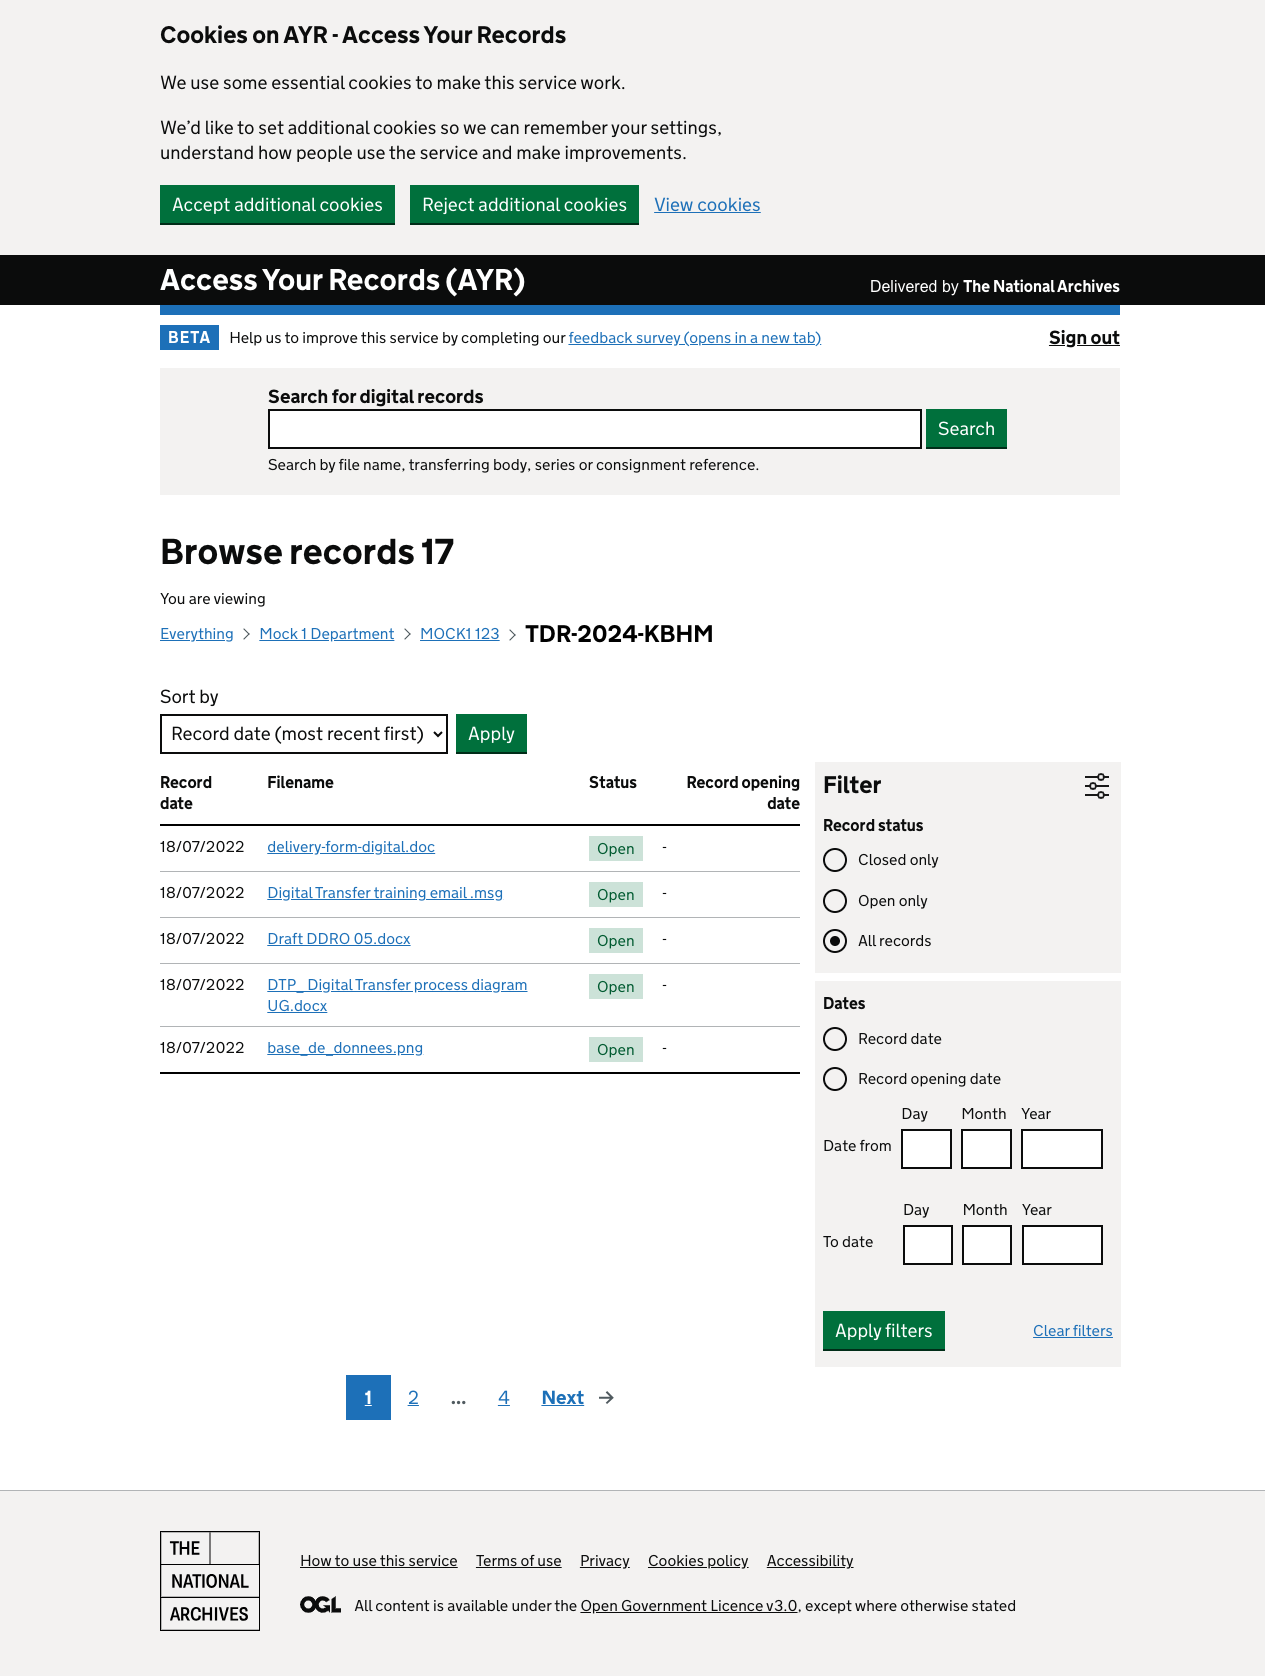 Cookies on AYR - Access Your Records
We use some essential cookies to make this service work.
We’d like to set additional cookies so we can remember your settings,
understand how people use the service and make improvements.
Accept additional cookies
Reject additional cookies
View cookies
Access Your Records (AYR)
Delivered by The National Archives
BETA
Help us to improve this service by completing our feedback survey (opens in a new tab)
Sign out
Search for digital records
Search
Search by file name, transferring body, series or consignment reference.
Browse records 17
You are viewing
Everything
Mock 1 Department
MOCK1 123
TDR-2024-KBHM
Sort by
Record date (most recent first)
Apply
Record
date
Filename
Status
Record opening
date
18/07/2022 delivery-form-digital.doc Open -
18/07/2022 Digital Transfer training email .msg Open -
18/07/2022 Draft DDRO 05.docx Open -
18/07/2022 DTP_ Digital Transfer process diagram Open -
UG.docx
18/07/2022 base_de_donnees.png Open -
Filter
Record status
Closed only
Open only
All records
Dates
Record date
Record opening date
Day Month Year
Date from
Day Month Year
To date
Apply filters
Clear filters
1 2 ... 4 Next →
THE
NATIONAL
ARCHIVES
How to use this service Terms of use Privacy Cookies policy Accessibility
OGL All content is available under the Open Government Licence v3.0, except where otherwise stated